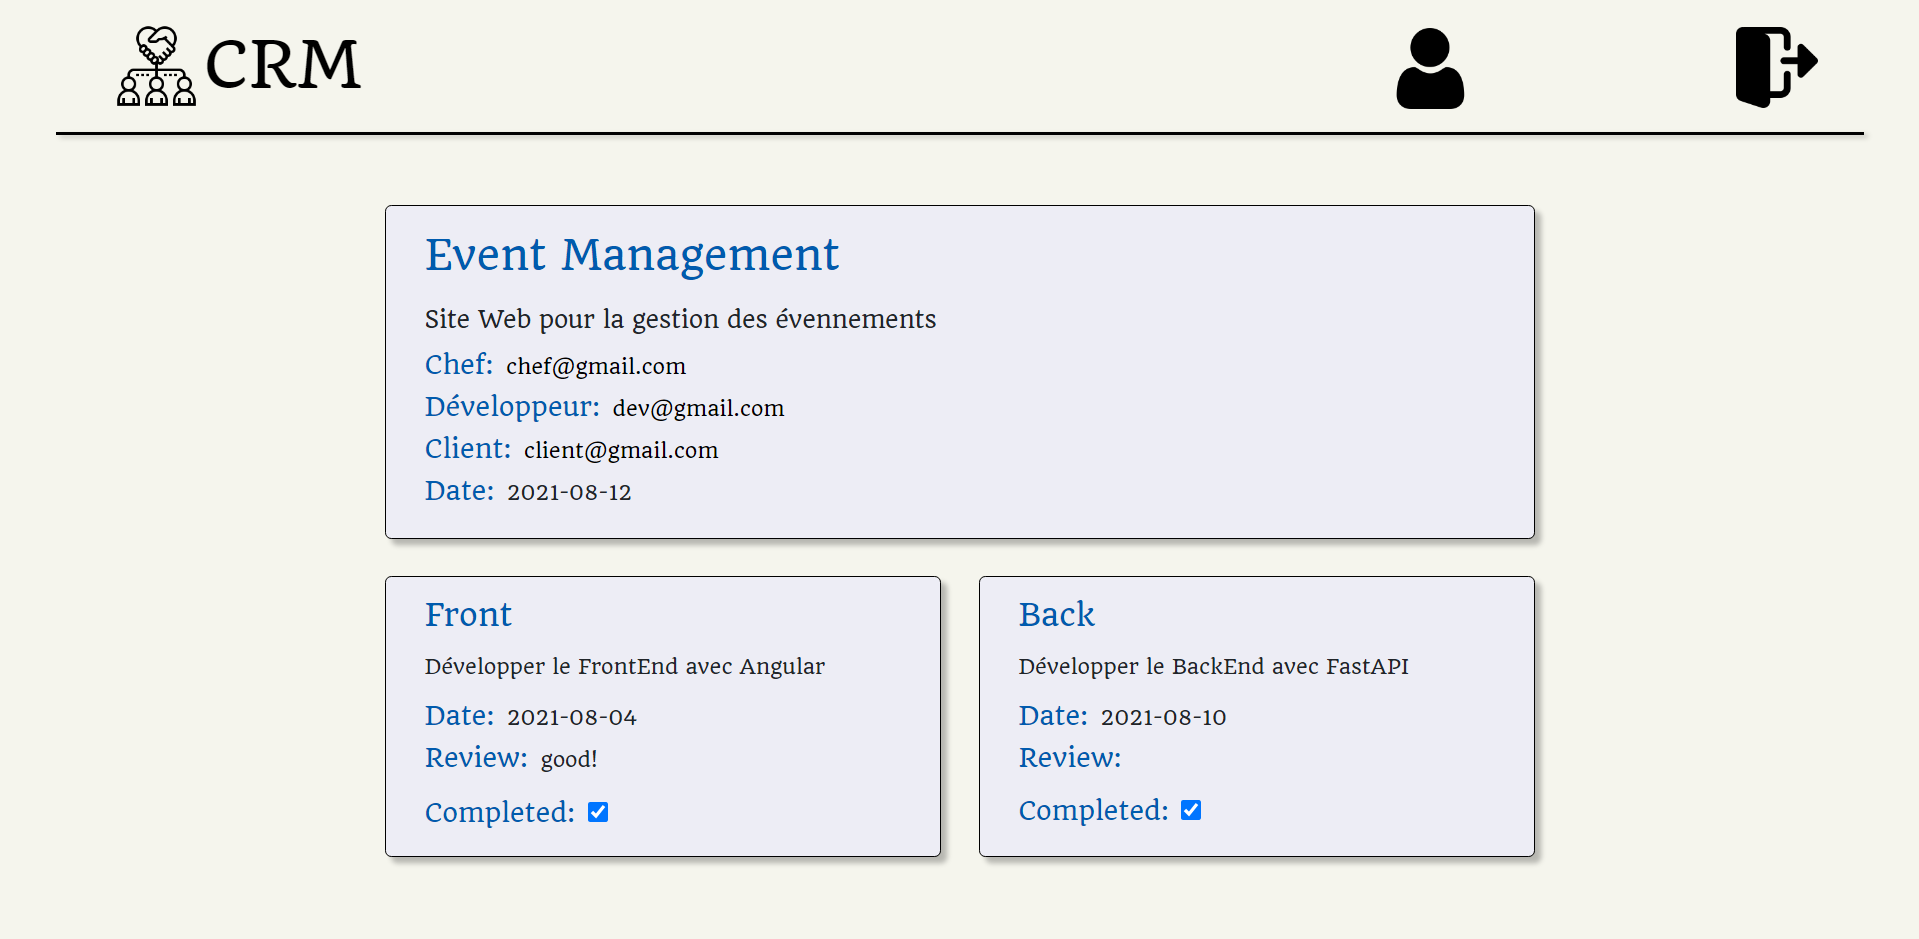 CRM
Event Management
Site Web pour la gestion des évennements
Chef: chef@gmail.com
Développeur: dev@gmail.com
Client: client@gmail.com
Date: 2021-08-12
Front
Développer le FrontEnd avec Angular
Date: 2021-08-04
Review: good!
Completed:
Back
Développer le BackEnd avec FastAPI
Date: 2021-08-10
Review:
Completed: